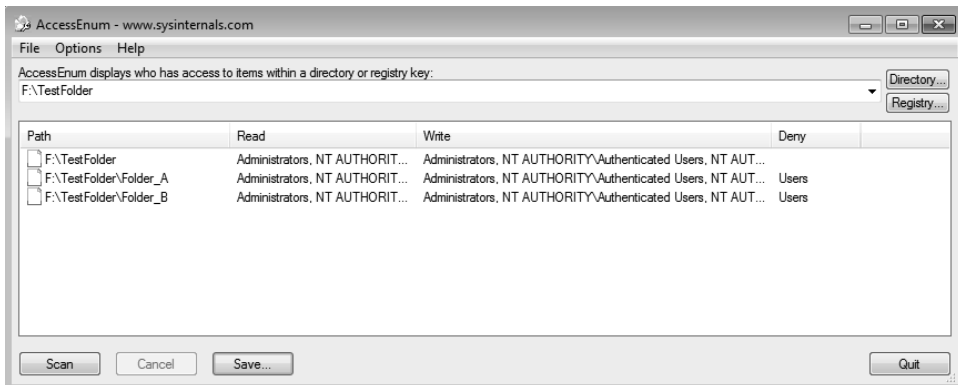 AccessEnum - www.sysinternals.com
File Options Help
AccessEnum displays who has access to items within a directory or registry key:
F:\TestFolder
Directory...
Registry...
Path Read Write Deny
F:\TestFolder Administrators, NT AUTHORIT... Administrators, NT AUTHORITY\Authenticated Users, NT AUT...
F:\TestFolder\Folder_A Administrators, NT AUTHORIT... Administrators, NT AUTHORITY\Authenticated Users, NT AUT... Users
F:\TestFolder\Folder_B Administrators, NT AUTHORIT... Administrators, NT AUTHORITY\Authenticated Users, NT AUT... Users
Scan Cancel Save... Quit